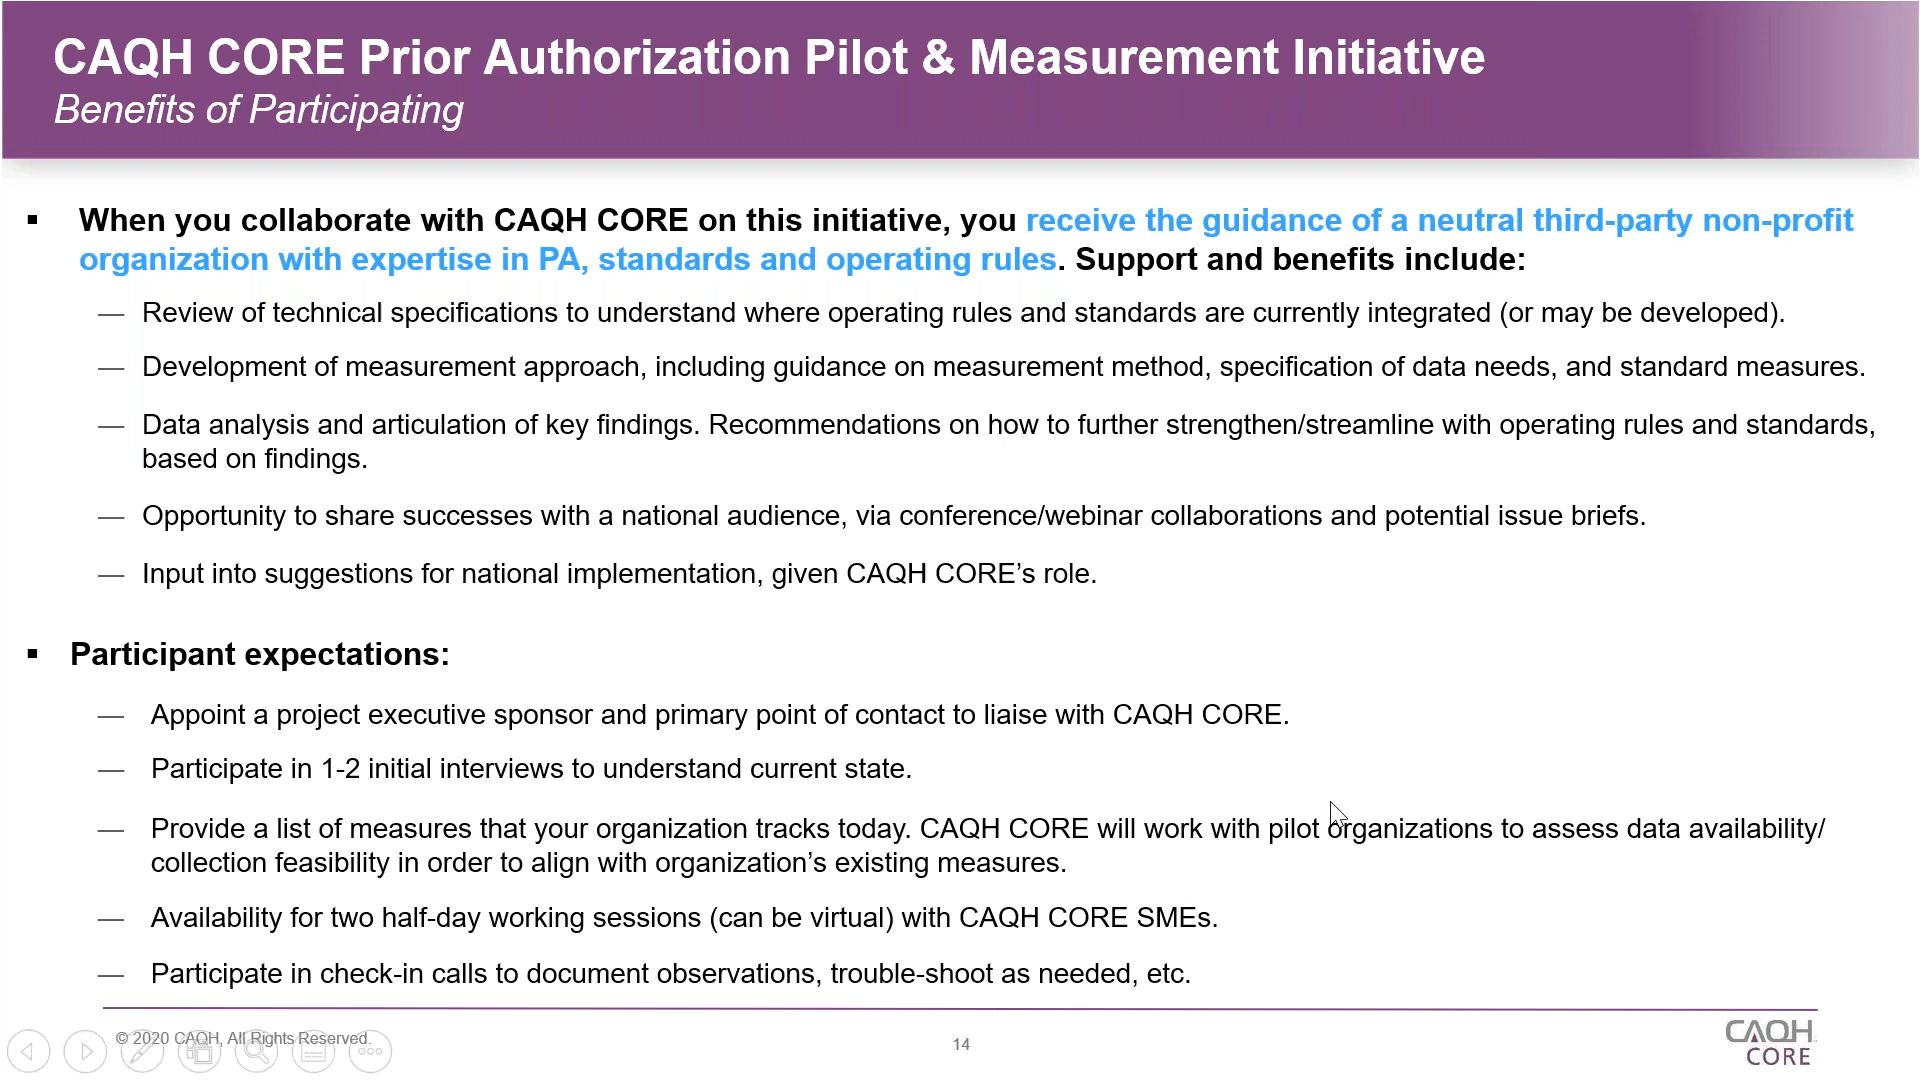 CAQH CORE Prior Authorization Pilot & Measurement Initiative
Benefits of Participating
▪ When you collaborate with CAQH CORE on this initiative, you receive the guidance of a neutral third-party non-profit
organization with expertise in PA, standards and operating rules. Support and benefits include:
— Review of technical specifications to understand where operating rules and standards are currently integrated (or may be developed).
— Development of measurement approach, including guidance on measurement method, specification of data needs, and standard measures.
— Data analysis and articulation of key findings. Recommendations on how to further strengthen/streamline with operating rules and standards,
based on findings.
— Opportunity to share successes with a national audience, via conference/webinar collaborations and potential issue briefs.
— Input into suggestions for national implementation, given CAQH CORE’s role.
▪ Participant expectations:
— Appoint a project executive sponsor and primary point of contact to liaise with CAQH CORE.
— Participate in 1-2 initial interviews to understand current state.
— Provide a list of measures that your organization tracks today. CAQH CORE will work with pilot organizations to assess data availability/
collection feasibility in order to align with organization’s existing measures.
— Availability for two half-day working sessions (can be virtual) with CAQH CORE SMEs.
— Participate in check-in calls to document observations, trouble-shoot as needed, etc.
© 2020 CAQH, All Rights Reserved.
14
CAQH
CORE